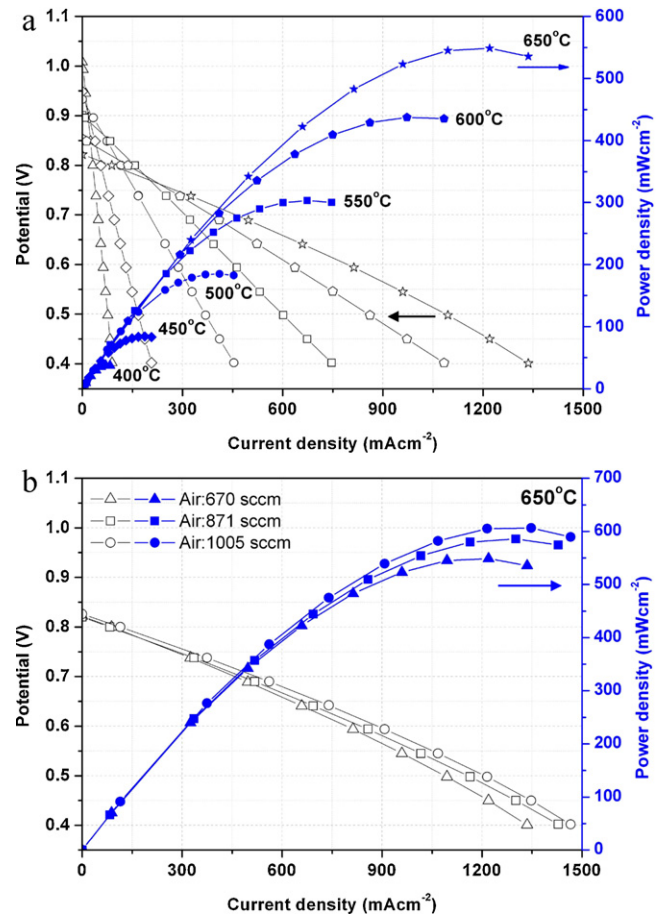 a
1.1
1.0
0.9
0.8
0.7
0.6
0.5
0.4
Potential (V)
600
500
400
300
200
100
0
Power density (mWcm⁻²)
650°C
600°C
550°C
500°C
450°C
400°C
0 300 600 900 1200 1500
Current density (mAcm⁻²)
b
1.1
1.0
0.9
0.8
0.7
0.6
0.5
0.4
Potential (V)
Air:670 sccm
Air:871 sccm
Air:1005 sccm
650°C
700
600
500
400
300
200
100
0
Power density (mWcm⁻²)
0 300 600 900 1200 1500
Current density (mAcm⁻²)